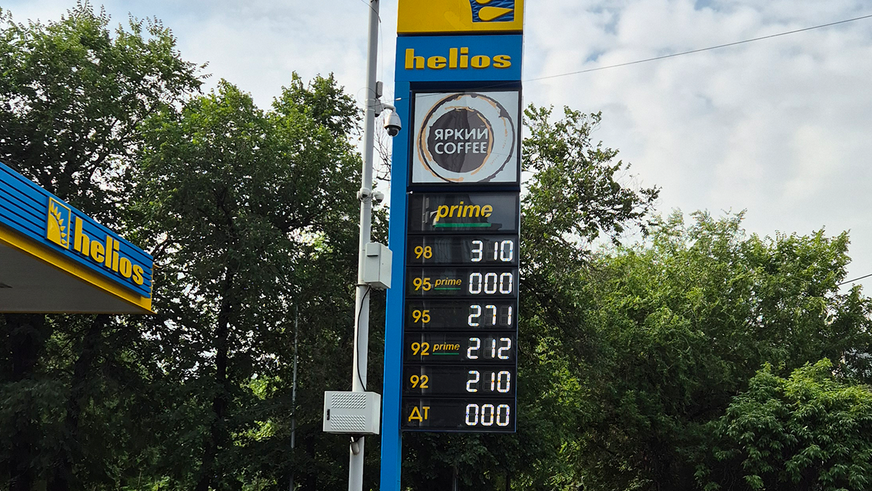 helios
ЯРКИЙ
COFFEE
prime
98 310
95 prime 000
95 271
92 prime 212
92 210
ДТ 000
helios